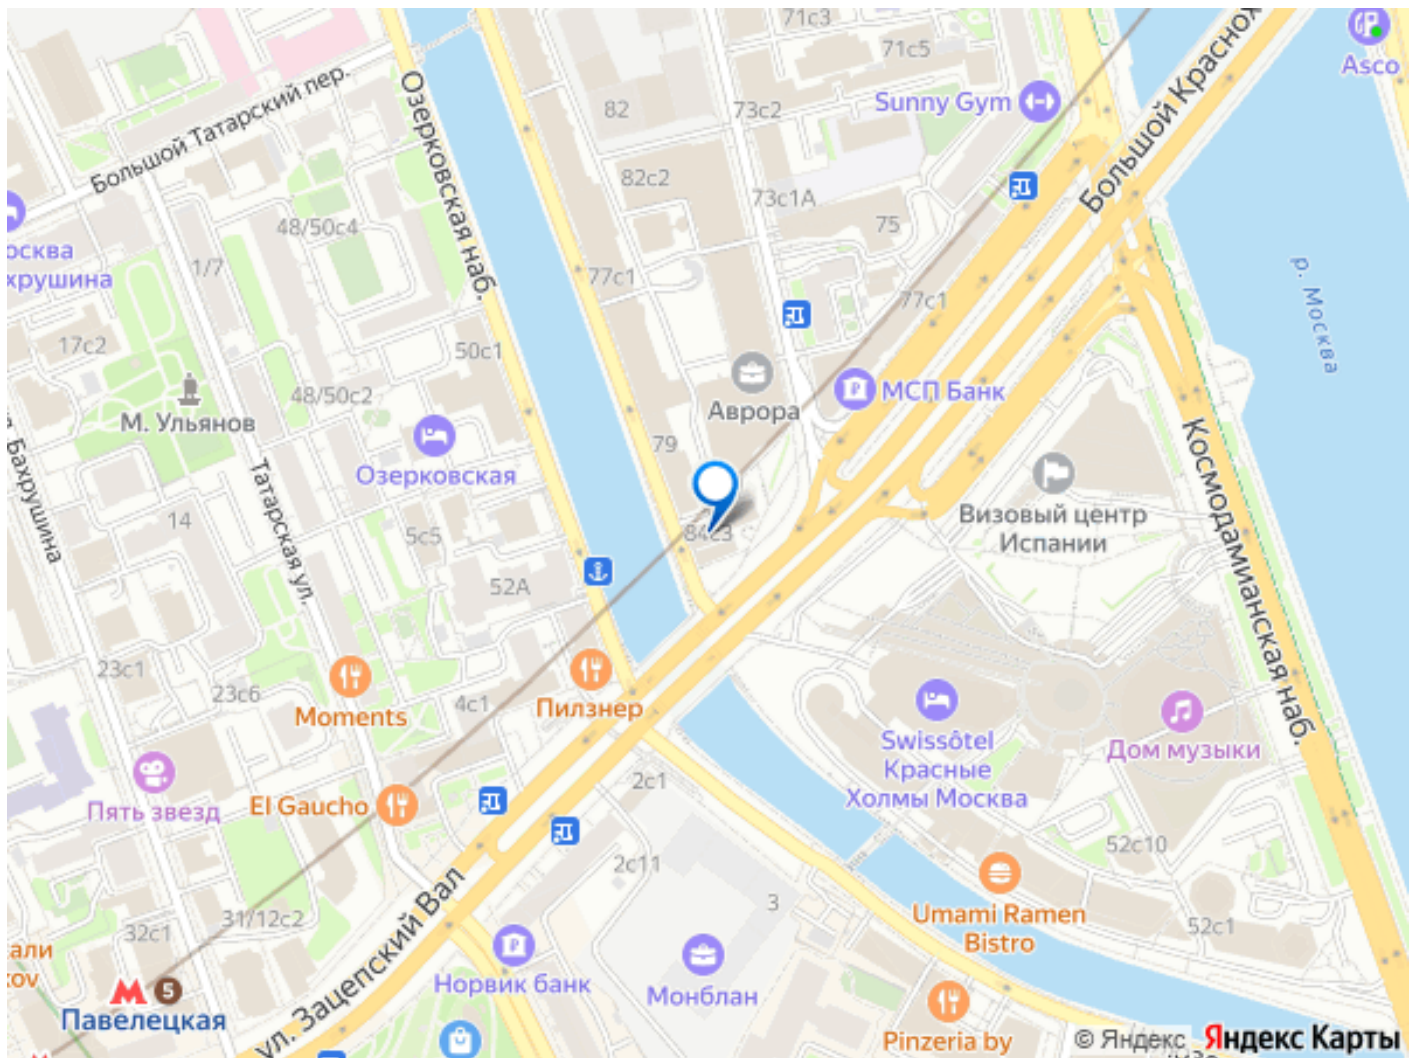 71с3
71с5
Asco
Большой Краснох
Sunny Gym
73с2
82
Большой Татарский пер.
Озерковская наб.
82с2
73с1А
75
48/50с4
осква
хрушина
1/7
77с1
77с1
р. Москва
17с2
50с1
48/50с2
М. Ульянов
Аврора
МСП Банк
Озерковская
79
Космодамианская наб.
Бахрушина
Татарская ул.
14
5с5
84с3
Визовый центр
Испании
52А
23с1
23с6
Moments
4с1
Пилзнер
Swissôtel
Красные
Холмы Москва
Дом музыки
Пять звезд
El Gaucho
2с1
2с11
52с10
3
Umami Ramen
Bistro
52с1
31/12с2
32с1
али
kov
5
Павелецкая
ул. Зацепский Вал
Норвик банк
Монблан
Pinzeria by
© Яндекс Яндекс Карты